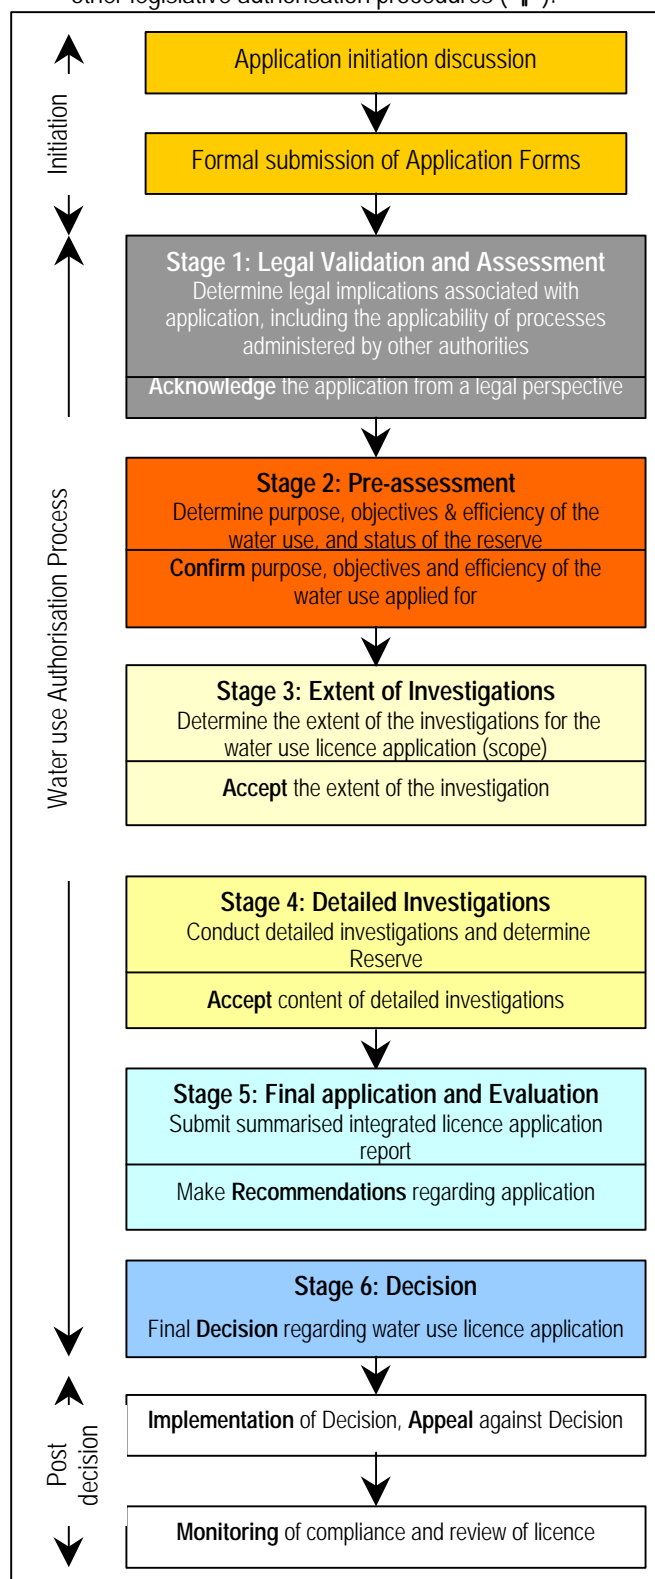 other legislative authorisation procedures ("¶").
Application initiation discussion
Initiation
Formal submission of Application Forms
Stage 1: Legal Validation and Assessment
Determine legal implications associated with
application, including the applicability of processes
administered by other authorities
Acknowledge the application from a legal perspective
Water use Authorisation Process
Stage 2: Pre-assessment
Determine purpose, objectives & efficiency of the
water use, and status of the reserve
Confirm purpose, objectives and efficiency of the
water use applied for
Stage 3: Extent of Investigations
Determine the extent of the investigations for the
water use licence application (scope)
Accept the extent of the investigation
Stage 4: Detailed Investigations
Conduct detailed investigations and determine
Reserve
Accept content of detailed investigations
Stage 5: Final application and Evaluation
Submit summarised integrated licence application
report
Make Recommendations regarding application
Stage 6: Decision
Final Decision regarding water use licence application
Post
decision
Implementation of Decision, Appeal against Decision
Monitoring of compliance and review of licence